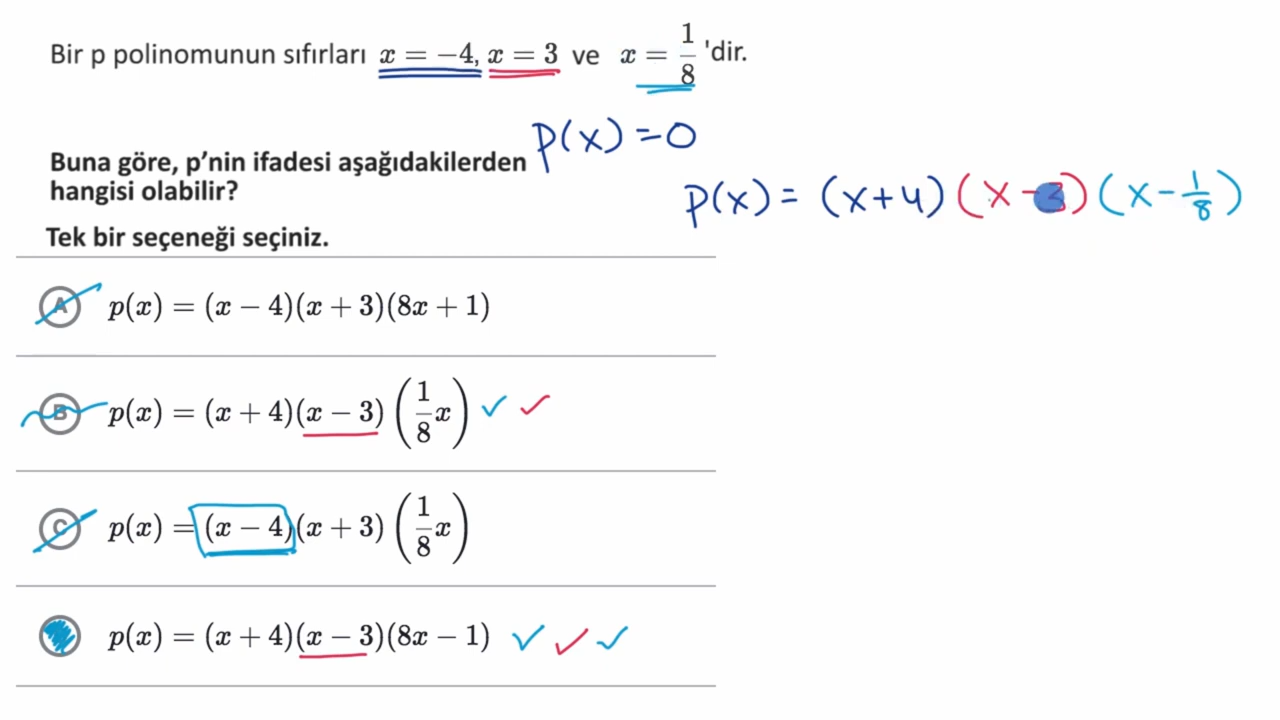 Bir p polinomunun sıfırları x = −4, x = 3 ve x = 1/8 'dir.
p(x) = 0
Buna göre, p'nin ifadesi aşağıdakilerden
hangisi olabilir?
p(x) = (x+4)(x−3)(x−1/8)
Tek bir seçeneği seçiniz.
A p(x) = (x − 4)(x + 3)(8x + 1)
B p(x) = (x + 4)(x − 3)(1/8 x) ✓ ✓
C p(x) = (x − 4)(x + 3)(1/8 x)
p(x) = (x + 4)(x − 3)(8x − 1) ✓ ✓ ✓